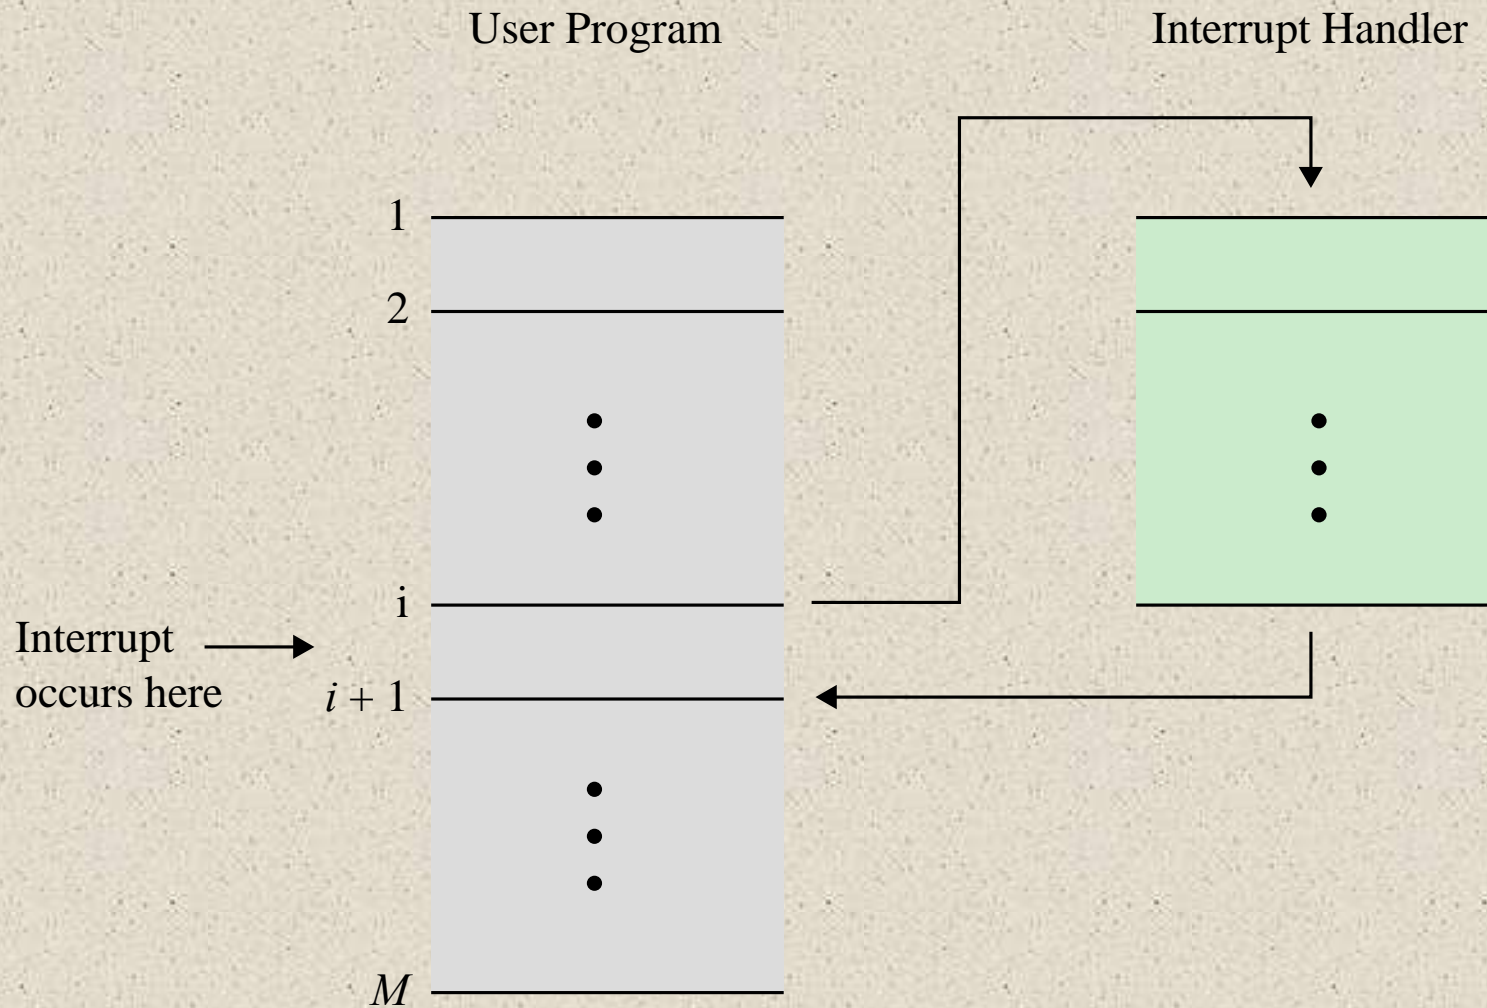 User Program
Interrupt Handler
1
2
i
Interrupt
occurs here
i + 1
M